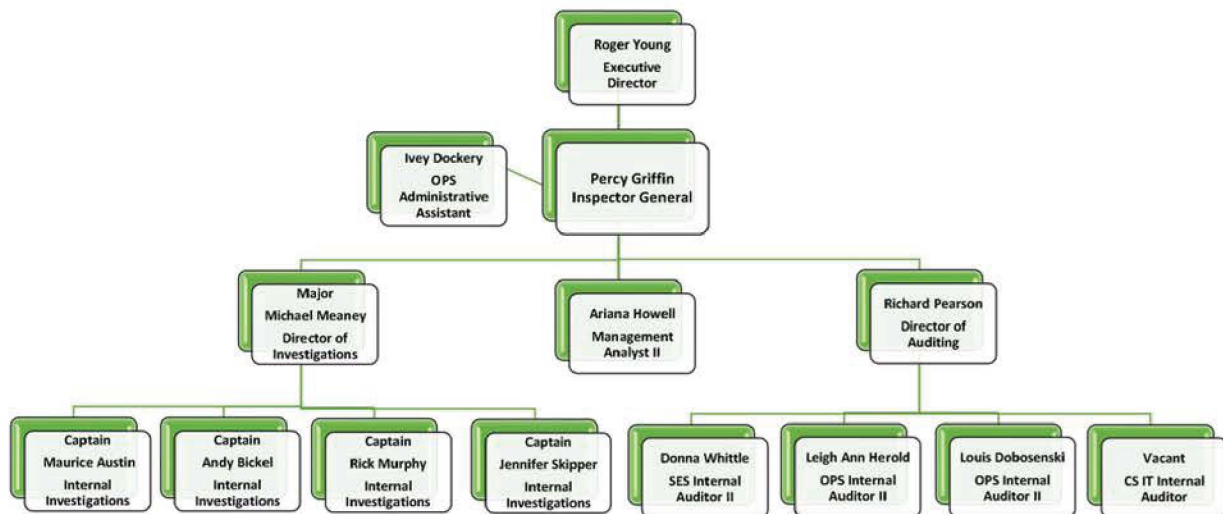 Roger Young
Executive
Director
Ivey Dockery
OPS
Administrative
Assistant
Percy Griffin
Inspector General
Major
Michael Meaney
Director of
Investigations
Ariana Howell
Management
Analyst II
Richard Pearson
Director of
Auditing
Captain
Maurice Austin
Internal
Investigations
Captain
Andy Bickel
Internal
Investigations
Captain
Rick Murphy
Internal
Investigations
Captain
Jennifer Skipper
Internal
Investigations
Donna Whittle
SES Internal
Auditor II
Leigh Ann Herold
OPS Internal
Auditor II
Louis Dobosenski
OPS Internal
Auditor II
Vacant
CS IT Internal
Auditor